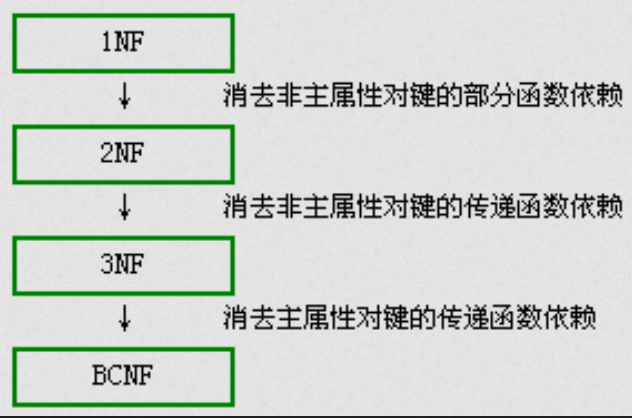 1NF
↓ 消去非主属性对键的部分函数依赖
2NF
↓ 消去非主属性对键的传递函数依赖
3NF
↓ 消去主属性对键的传递函数依赖
BCNF